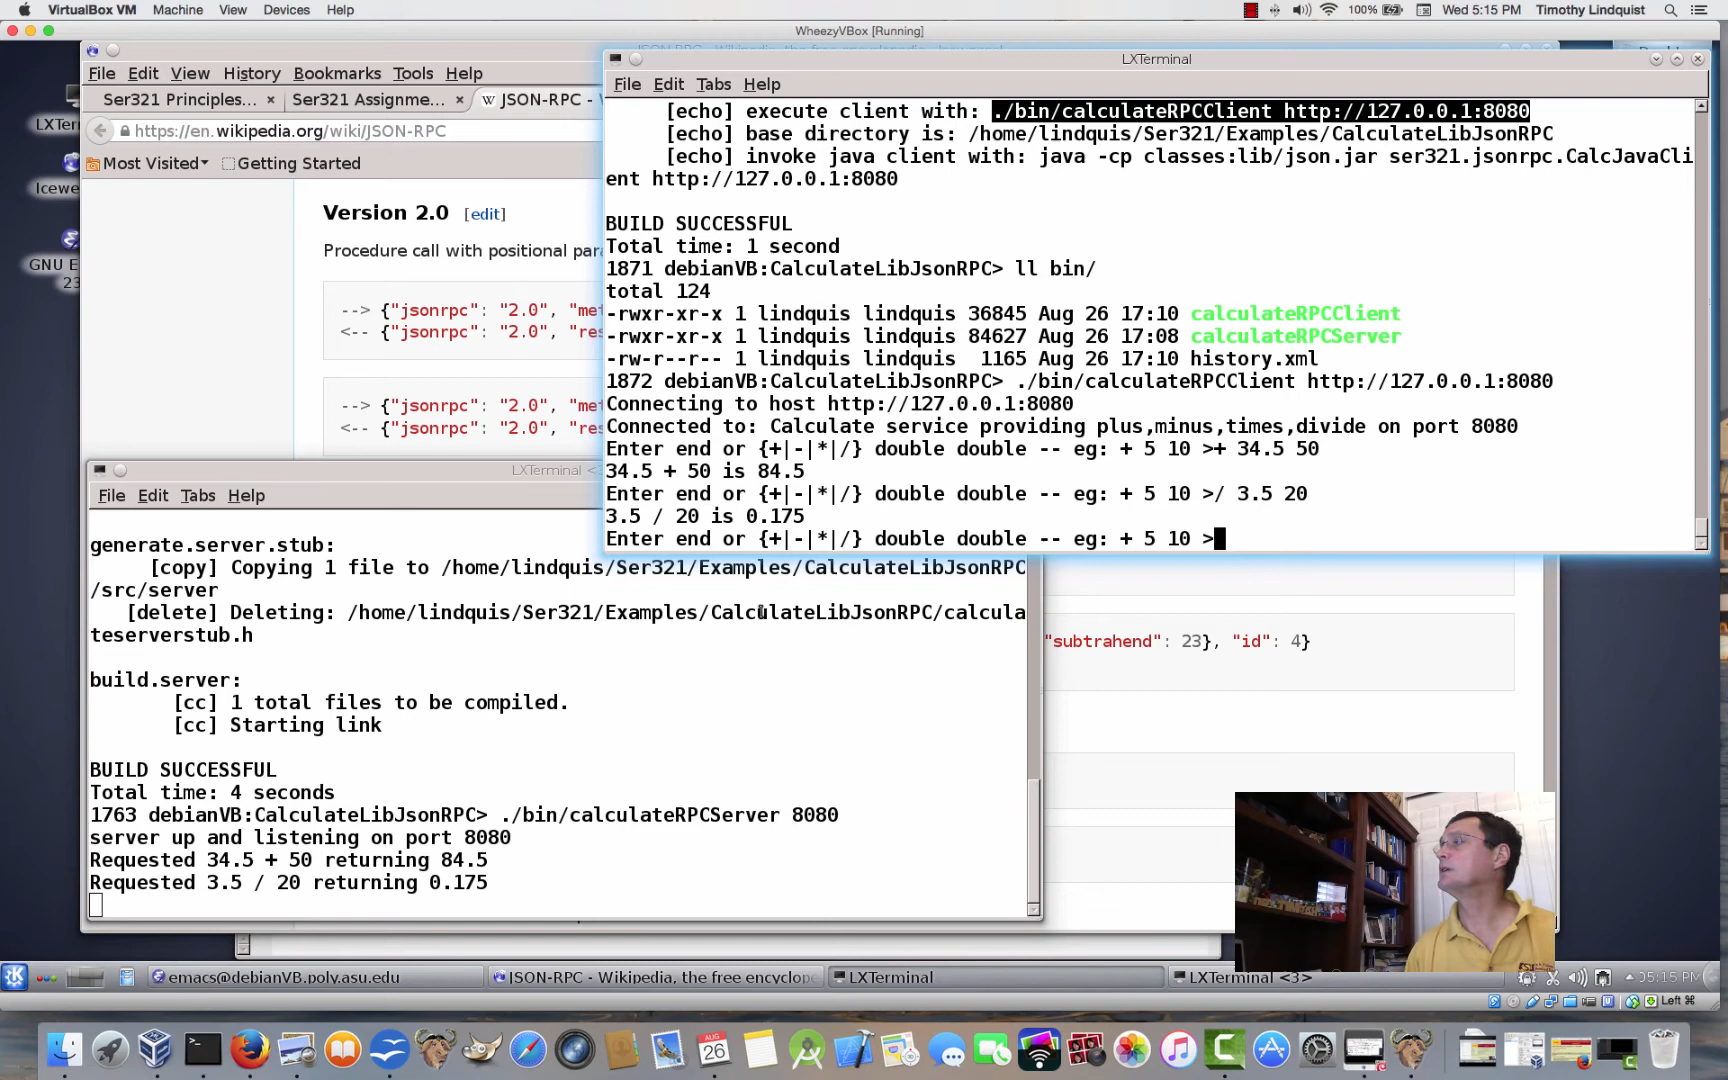 VirtualBox VM Machine View Devices Help
100% Wed 5:15 PM Timothy Lindquist
WheezyVBox [Running]
File Edit View History Bookmarks Tools Help
Ser321 Principles... × Ser321 Assignme... × W JSON-RPC -
https://en.wikipedia.org/wiki/JSON-RPC
Most Visited Getting Started
LXTer
Icewe
GNU E
23
Version 2.0 [edit]
Procedure call with positional par
--> {"jsonrpc": "2.0", "met
<-- {"jsonrpc": "2.0", "res
--> {"jsonrpc": "2.0", "me
<-- {"jsonrpc": "2.0", "res
LXTerminal
File Edit Tabs Help
[echo] execute client with: ./bin/calculateRPCClient http://127.0.0.1:8080
[echo] base directory is: /home/lindquis/Ser321/Examples/CalculateLibJsonRPC
[echo] invoke java client with: java -cp classes:lib/json.jar ser321.jsonrpc.CalcJavaCli
ent http://127.0.0.1:8080
BUILD SUCCESSFUL
Total time: 1 second
1871 debianVB:CalculateLibJsonRPC> ll bin/
total 124
-rwxr-xr-x 1 lindquis lindquis 36845 Aug 26 17:10 calculateRPCClient
-rwxr-xr-x 1 lindquis lindquis 84627 Aug 26 17:08 calculateRPCServer
-rw-r--r-- 1 lindquis lindquis 1165 Aug 26 17:10 history.xml
1872 debianVB:CalculateLibJsonRPC> ./bin/calculateRPCClient http://127.0.0.1:8080
Connecting to host http://127.0.0.1:8080
Connected to: Calculate service providing plus,minus,times,divide on port 8080
Enter end or {+|-|*|/} double double -- eg: + 5 10 >+ 34.5 50
34.5 + 50 is 84.5
Enter end or {+|-|*|/} double double -- eg: + 5 10 >/ 3.5 20
3.5 / 20 is 0.175
Enter end or {+|-|*|/} double double -- eg: + 5 10 >
LXTerminal <
File Edit Tabs Help
generate.server.stub:
[copy] Copying 1 file to /home/lindquis/Ser321/Examples/CalculateLibJsonRPC
/src/server
[delete] Deleting: /home/lindquis/Ser321/Examples/CalculateLibJsonRPC/calcula
teserverstub.h
build.server:
[cc] 1 total files to be compiled.
[cc] Starting link
BUILD SUCCESSFUL
Total time: 4 seconds
1763 debianVB:CalculateLibJsonRPC> ./bin/calculateRPCServer 8080
server up and listening on port 8080
Requested 34.5 + 50 returning 84.5
Requested 3.5 / 20 returning 0.175
"subtrahend": 23}, "id": 4}
emacs@debianVB.poly.asu.edu JSON-RPC - Wikipedia, the free encyclope LXTerminal LXTerminal <3> 05:15 PM
Left ⌘
AUG
26